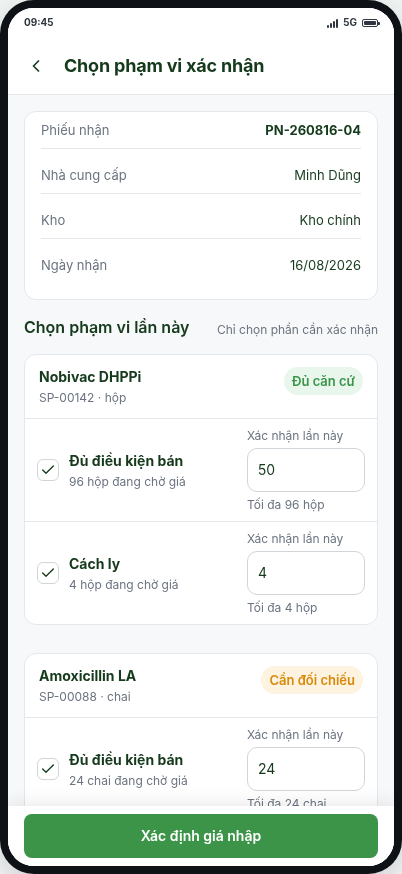 09:45
5G
Chọn phạm vi xác nhận
Phiếu nhận PN-260816-04
Nhà cung cấp Minh Dũng
Kho Kho chính
Ngày nhận 16/08/2026
Chọn phạm vi lần này Chỉ chọn phần cần xác nhận
Nobivac DHPPi Đủ căn cứ
SP-00142 · hộp
Xác nhận lần này
Đủ điều kiện bán 50
96 hộp đang chờ giá
Tối đa 96 hộp
Xác nhận lần này
Cách ly 4
4 hộp đang chờ giá
Tối đa 4 hộp
Amoxicillin LA Cần đối chiếu
SP-00088 · chai
Xác nhận lần này
Đủ điều kiện bán 24
24 chai đang chờ giá
Tối đa 24 chai
Xác định giá nhập